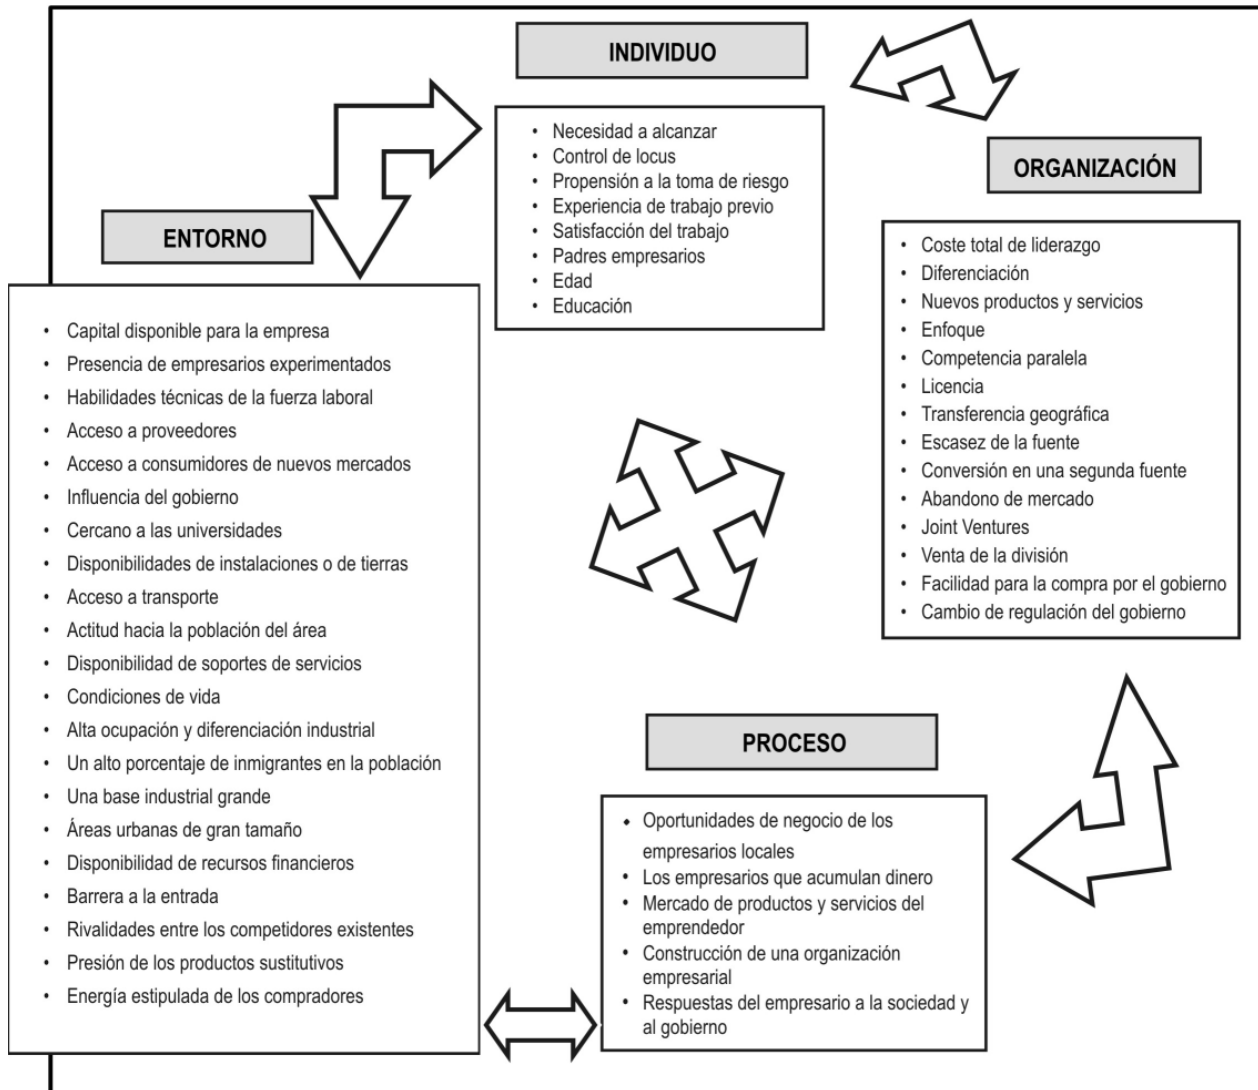 INDIVIDUO
• Necesidad a alcanzar
• Control de locus
• Propensión a la toma de riesgo
• Experiencia de trabajo previo
• Satisfacción del trabajo
• Padres empresarios
• Edad
• Educación
ORGANIZACIÓN
• Coste total de liderazgo
• Diferenciación
• Nuevos productos y servicios
• Enfoque
• Competencia paralela
• Licencia
• Transferencia geográfica
• Escasez de la fuente
• Conversión en una segunda fuente
• Abandono de mercado
• Joint Ventures
• Venta de la división
• Facilidad para la compra por el gobierno
• Cambio de regulación del gobierno
ENTORNO
• Capital disponible para la empresa
• Presencia de empresarios experimentados
• Habilidades técnicas de la fuerza laboral
• Acceso a proveedores
• Acceso a consumidores de nuevos mercados
• Influencia del gobierno
• Cercano a las universidades
• Disponibilidades de instalaciones o de tierras
• Acceso a transporte
• Actitud hacia la población del área
• Disponibilidad de soportes de servicios
• Condiciones de vida
• Alta ocupación y diferenciación industrial
• Un alto porcentaje de inmigrantes en la población
• Una base industrial grande
• Áreas urbanas de gran tamaño
• Disponibilidad de recursos financieros
• Barrera a la entrada
• Rivalidades entre los competidores existentes
• Presión de los productos sustitutivos
• Energía estipulada de los compradores
PROCESO
• Oportunidades de negocio de los
empresarios locales
• Los empresarios que acumulan dinero
• Mercado de productos y servicios del
emprendedor
• Construcción de una organización
empresarial
• Respuestas del empresario a la sociedad y
al gobierno